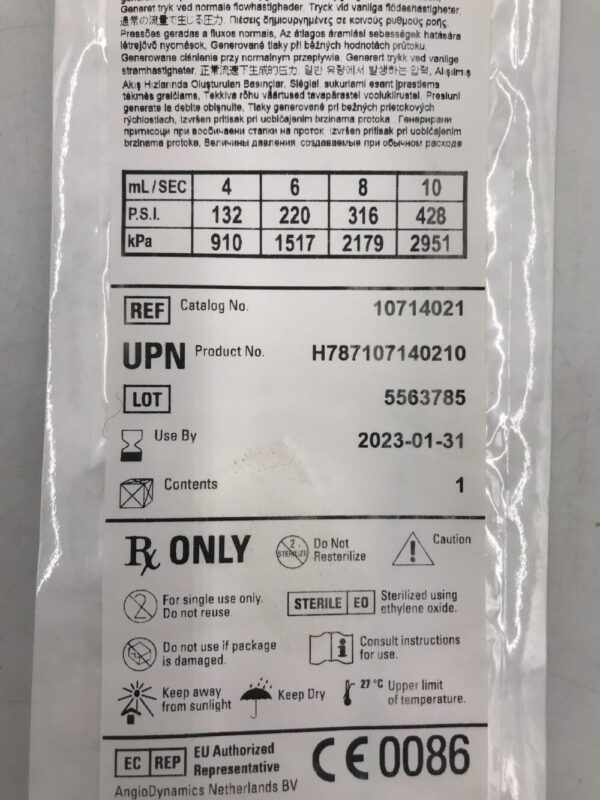 Generet tryk ved normale flowhastigheder. Tryck vid vanliga flödeshastigheter.
通常の流量で生じる圧力. Πιέσεις δημιουργημένες σε κοινούς ρυθμούς ροής.
Pressões geradas a fluxos normais, Az átlagos áramlási sebességek hatására
létrejövő nyomások, Generované tlaky při běžných hodnotách průtoku.
Generowane ciśnienia przy normalnym przepływie. Generert trykk ved vanlige
strømhastigheter. 正常流速下生成的压力. 일반 유량에서 발생하는 압력, Alışılmış
Akış Hızlarında Oluşturulan Basınçlar, Slėgiai, sukuriami esant įprastiems
tėkmės greičiams, Tekkiva rõhu väärtused tavapärastel voolukiirustel. Presiuni
generate la debite obişnuite, Tlaky generované pri bežných prietokových
rýchlostiach, Izvršen pritisak pri uobičajenim brzinama protoka. Генерирани
притисоци при вообичаени стапки на проток. Izvršen pritisak pri uobičajenim
brzinama protoka. Величины давления, создаваемые при обычном расходе
mL/SEC 4 6 8 10
P.S.I. 132 220 316 428
kPa 910 1517 2179 2951
REF Catalog No. 10714021
UPN Product No. H787107140210
LOT 5563785
Use By 2023-01-31
Contents 1
Rx ONLY 2 STERILIZE Do Not Resterilize Caution
2 For single use only. Do not reuse. STERILE EO Sterilized using ethylene oxide.
Do not use if package is damaged. i Consult instructions for use.
Keep away from sunlight Keep Dry 27 °C Upper limit of temperature.
EC REP EU Authorized Representative CE 0086
AngioDynamics Netherlands BV